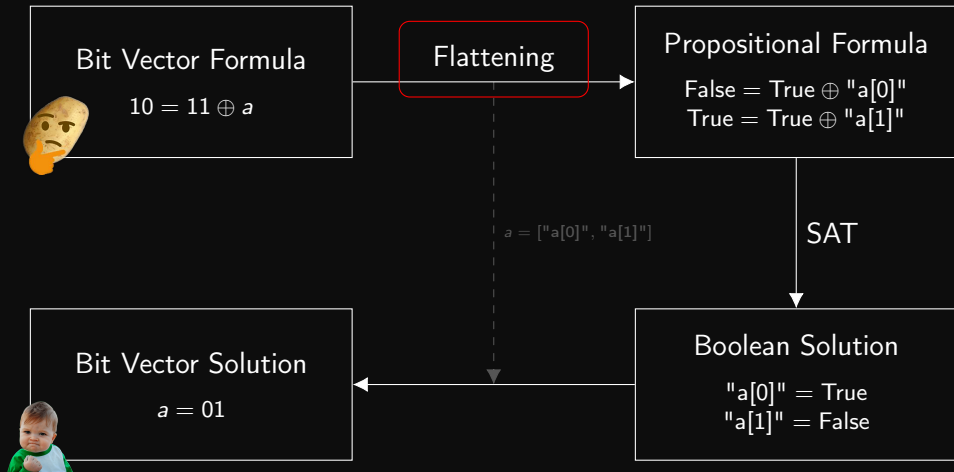 Bit Vector Formula
10 = 11 ⊕ a
Flattening
Propositional Formula
False = True ⊕ "a[0]"
True = True ⊕ "a[1]"
a = ["a[0]", "a[1]"]
SAT
Bit Vector Solution
a = 01
Boolean Solution
"a[0]" = True
"a[1]" = False